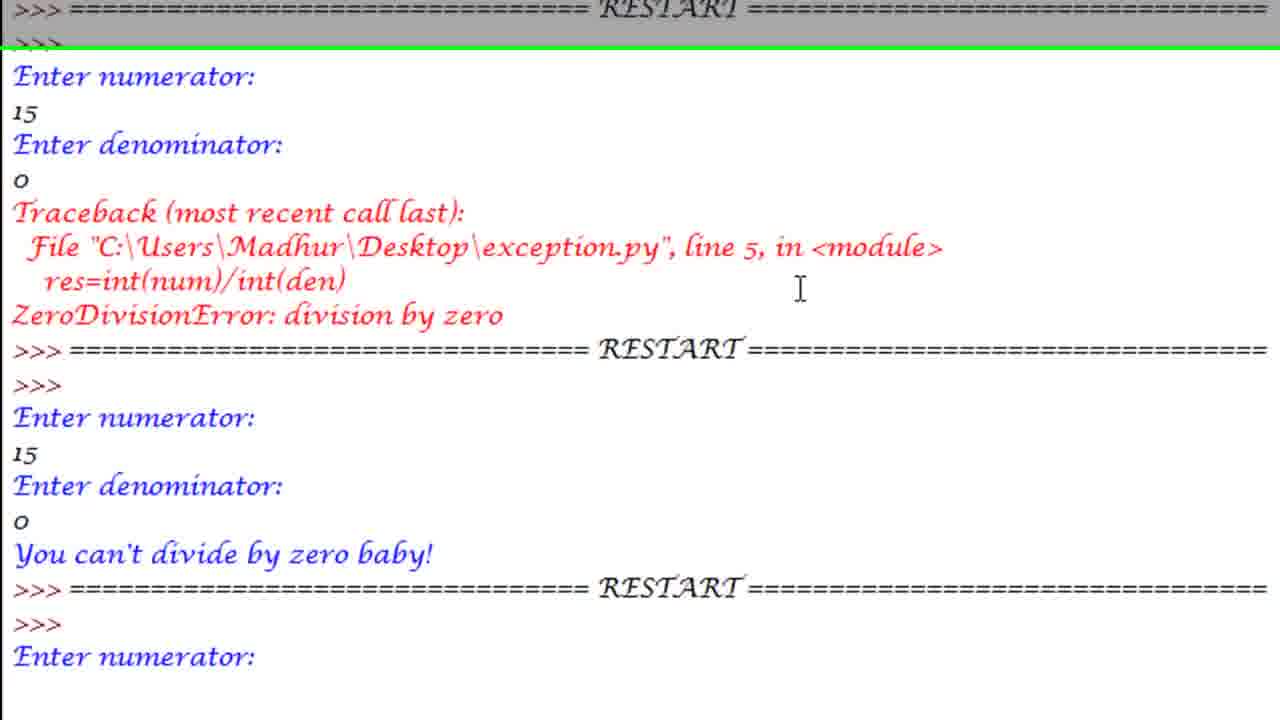 >>> ================================ RESTART ================================
>>>
Enter numerator:
15
Enter denominator:
0
Traceback (most recent call last):
  File "C:\Users\Madhur\Desktop\exception.py", line 5, in <module>
    res=int(num)/int(den)
ZeroDivisionError: division by zero
>>> ================================ RESTART ================================
>>>
Enter numerator:
15
Enter denominator:
0
You can't divide by zero baby!
>>> ================================ RESTART ================================
>>>
Enter numerator: